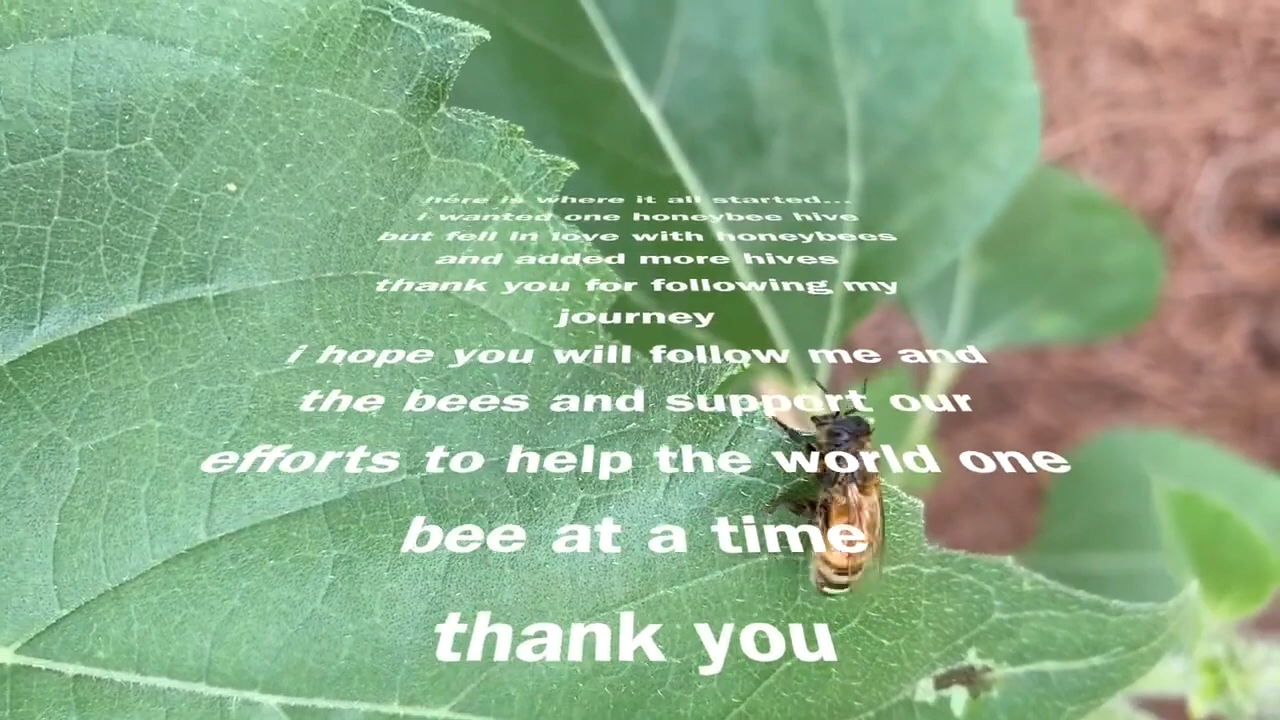 here is where it all started...
i wanted one honeybee hive
but fell in love with honeybees
and added more hives
thank you for following my
journey
i hope you will follow me and
the bees and support our
efforts to help the world one
bee at a time
thank you